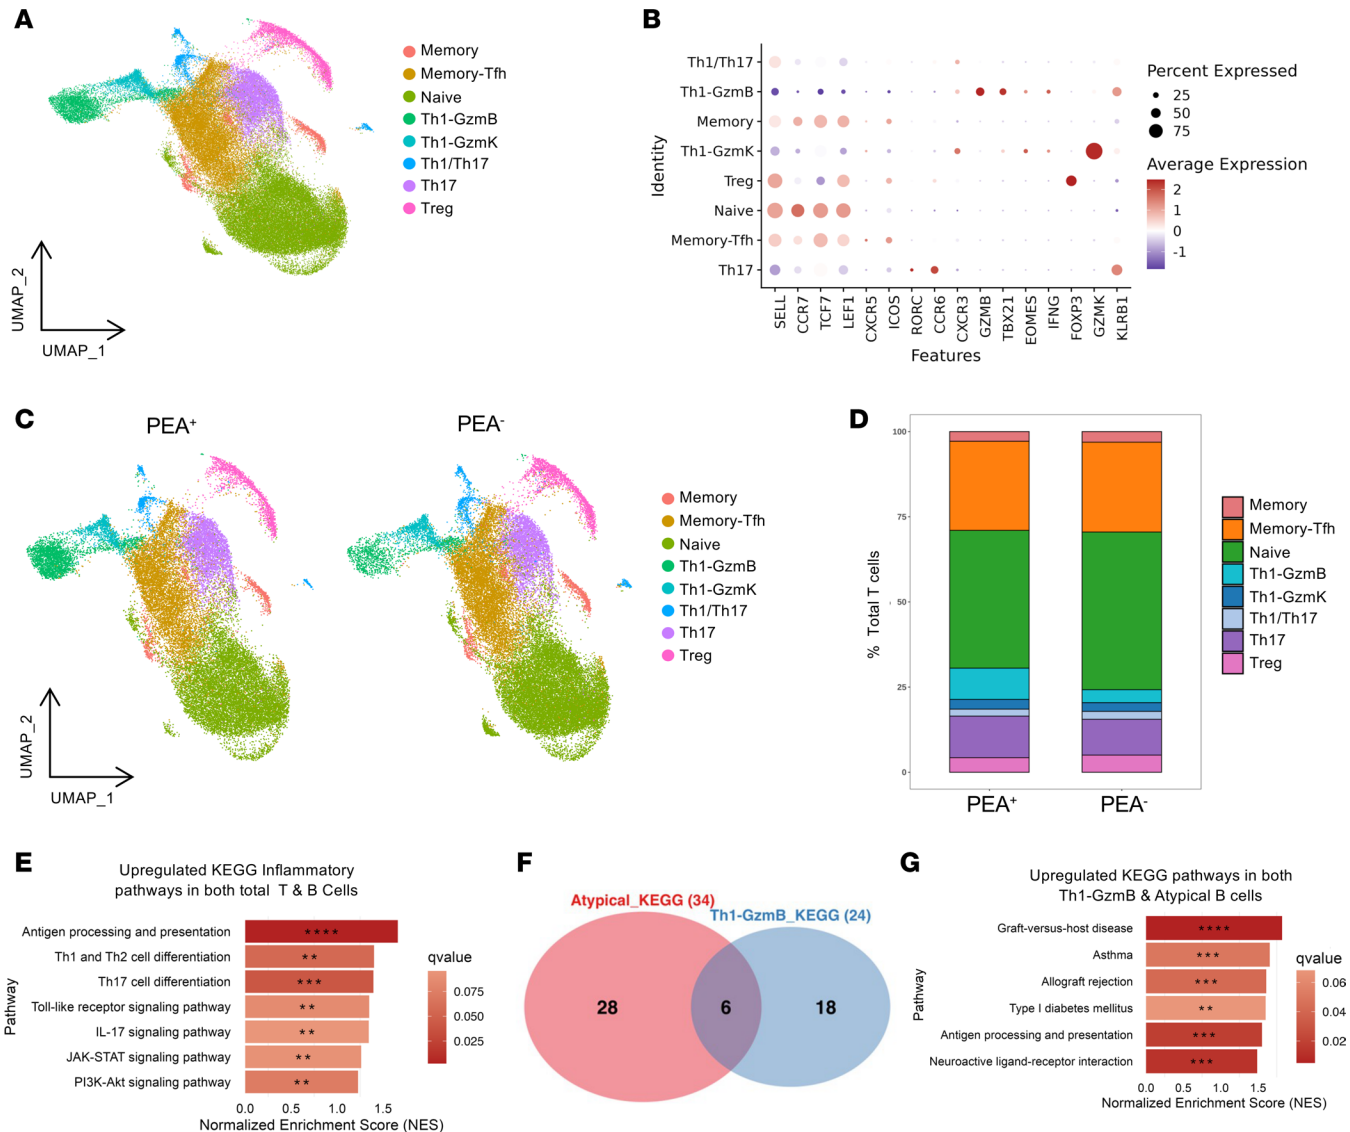 A
Memory
Memory-Tfh
Naive
Th1-GzmB
Th1-GzmK
Th1/Th17
Th17
Treg
UMAP_2
UMAP_1
B
Identity
Th1/Th17
Th1-GzmB
Memory
Th1-GzmK
Treg
Naive
Memory-Tfh
Th17
SELL
CCR7
TCF7
LEF1
CXCR5
ICOS
RORC
CCR6
CXCR3
GZMB
TBX21
EOMES
IFNG
FOXP3
GZMK
KLRB1
Features
Percent Expressed
25
50
75
Average Expression
2
1
0
-1
C
PEA+
PEA-
Memory
Memory-Tfh
Naive
Th1-GzmB
Th1-GzmK
Th1/Th17
Th17
Treg
UMAP_2
UMAP_1
D
% Total T cells
100
75
50
25
0
PEA+
PEA-
Memory
Memory-Tfh
Naive
Th1-GzmB
Th1-GzmK
Th1/Th17
Th17
Treg
E
Upregulated KEGG Inflammatory
pathways in both total T & B Cells
Pathway
Antigen processing and presentation ****
Th1 and Th2 cell differentiation **
Th17 cell differentiation ***
Toll-like receptor signaling pathway **
IL-17 signaling pathway **
JAK-STAT signaling pathway **
PI3K-Akt signaling pathway **
0.0 0.5 1.0 1.5
Normalized Enrichment Score (NES)
qvalue
0.075
0.050
0.025
F
Atypical_KEGG (34)
Th1-GzmB_KEGG (24)
28 6 18
G
Upregulated KEGG pathways in both
Th1-GzmB & Atypical B cells
Pathway
Graft-versus-host disease ****
Asthma ***
Allograft rejection ***
Type I diabetes mellitus **
Antigen processing and presentation ***
Neuroactive ligand-receptor interaction ***
0.0 0.5 1.0 1.5
Normalized Enrichment Score (NES)
qvalue
0.06
0.04
0.02